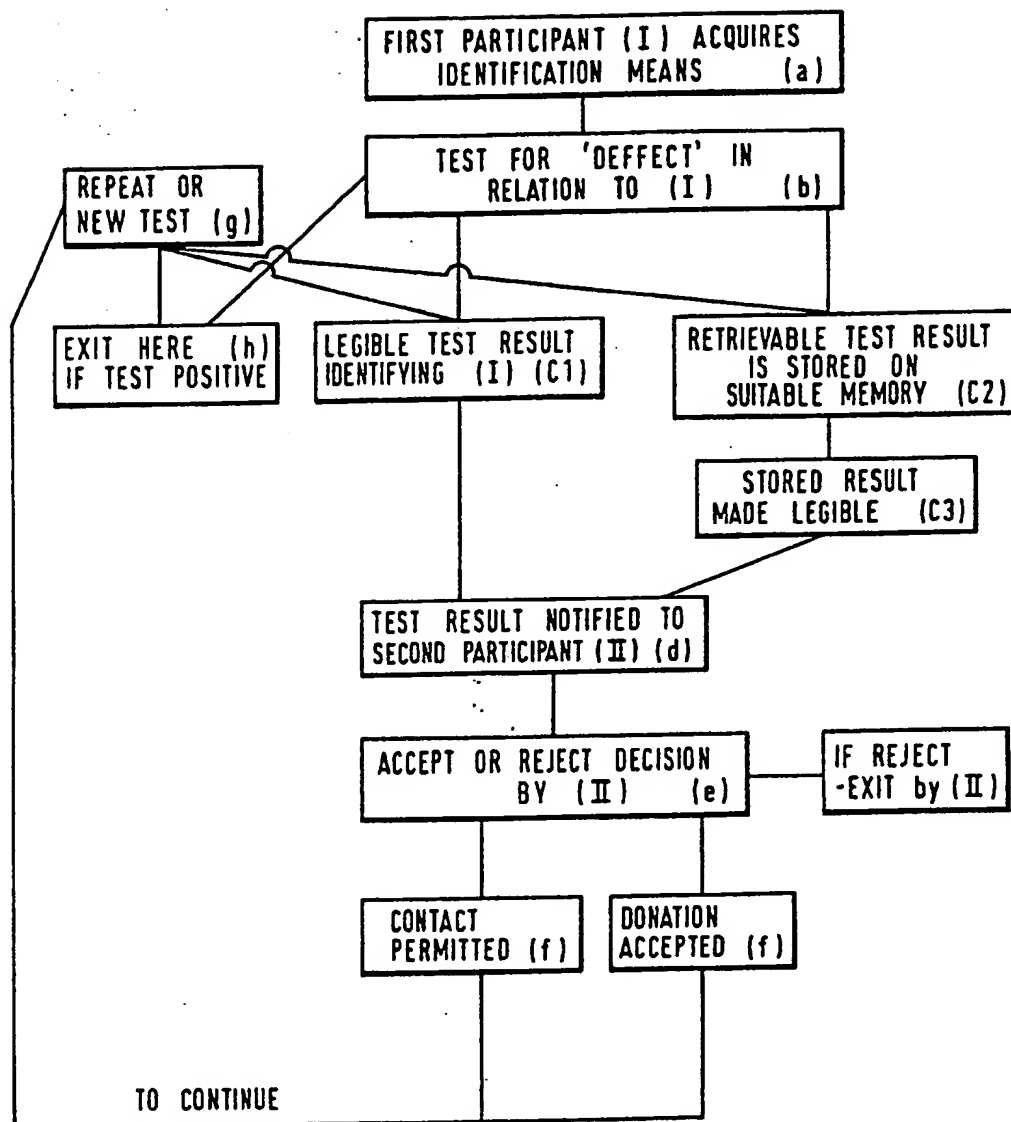 FIRST PARTICIPANT (I) ACQUIRES
IDENTIFICATION MEANS (a)
TEST FOR 'DEFFECT' IN
RELATION TO (I) (b)
REPEAT OR
NEW TEST (g)
EXIT HERE (h)
IF TEST POSITIVE
LEGIBLE TEST RESULT
IDENTIFYING (I) (C1)
RETRIEVABLE TEST RESULT
IS STORED ON
SUITABLE MEMORY (C2)
STORED RESULT
MADE LEGIBLE (C3)
TEST RESULT NOTIFIED TO
SECOND PARTICIPANT (II) (d)
ACCEPT OR REJECT DECISION
BY (II) (e)
IF REJECT
-EXIT by (II)
CONTACT
PERMITTED (f)
DONATION
ACCEPTED (f)
TO CONTINUE